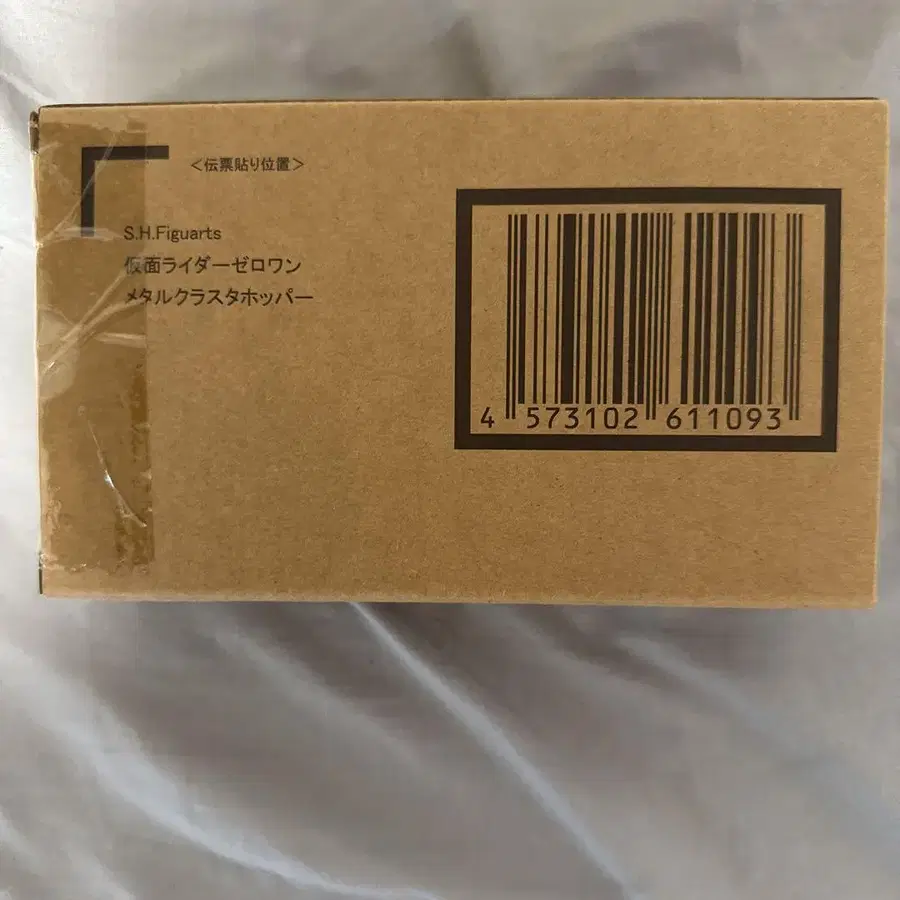 <伝票貼り位置>
S.H.Figuarts
仮面ライダーゼロワン
メタルクラスタホッパー
4 573102 611093